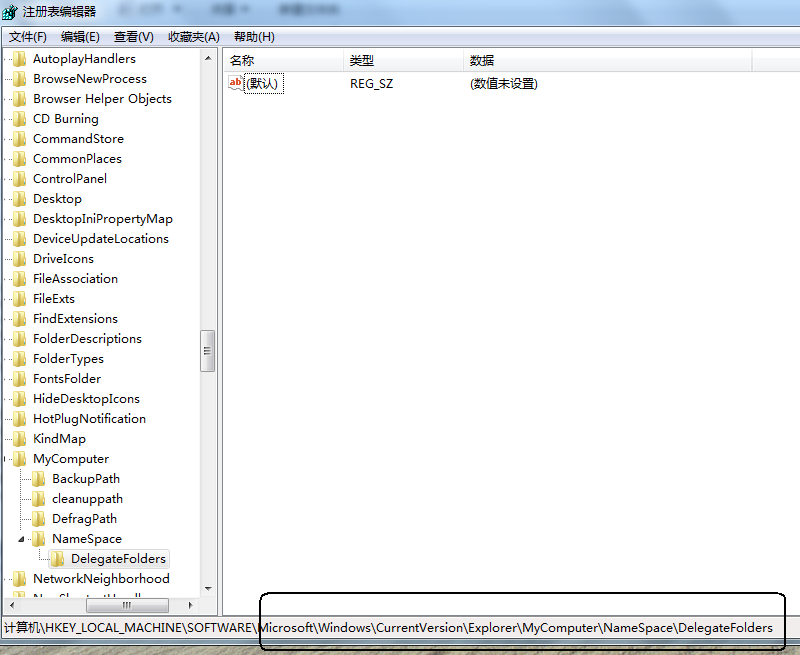 注册表编辑器
文件(F) 编辑(E) 查看(V) 收藏夹(A) 帮助(H)
AutoplayHandlers
BrowseNewProcess
Browser Helper Objects
CD Burning
CommandStore
CommonPlaces
ControlPanel
Desktop
DesktopIniPropertyMap
DeviceUpdateLocations
DriveIcons
FileAssociation
FileExts
FindExtensions
FolderDescriptions
FolderTypes
FontsFolder
HideDesktopIcons
HotPlugNotification
KindMap
MyComputer
BackupPath
cleanuppath
DefragPath
NameSpace
DelegateFolders
NetworkNeighborhood
名称 类型 数据
ab (默认) REG_SZ (数值未设置)
计算机\HKEY_LOCAL_MACHINE\SOFTWARE\Microsoft\Windows\CurrentVersion\Explorer\MyComputer\NameSpace\DelegateFolders